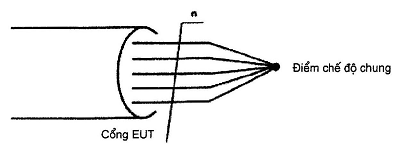 n
Điểm chế độ chung
Cổng EUT